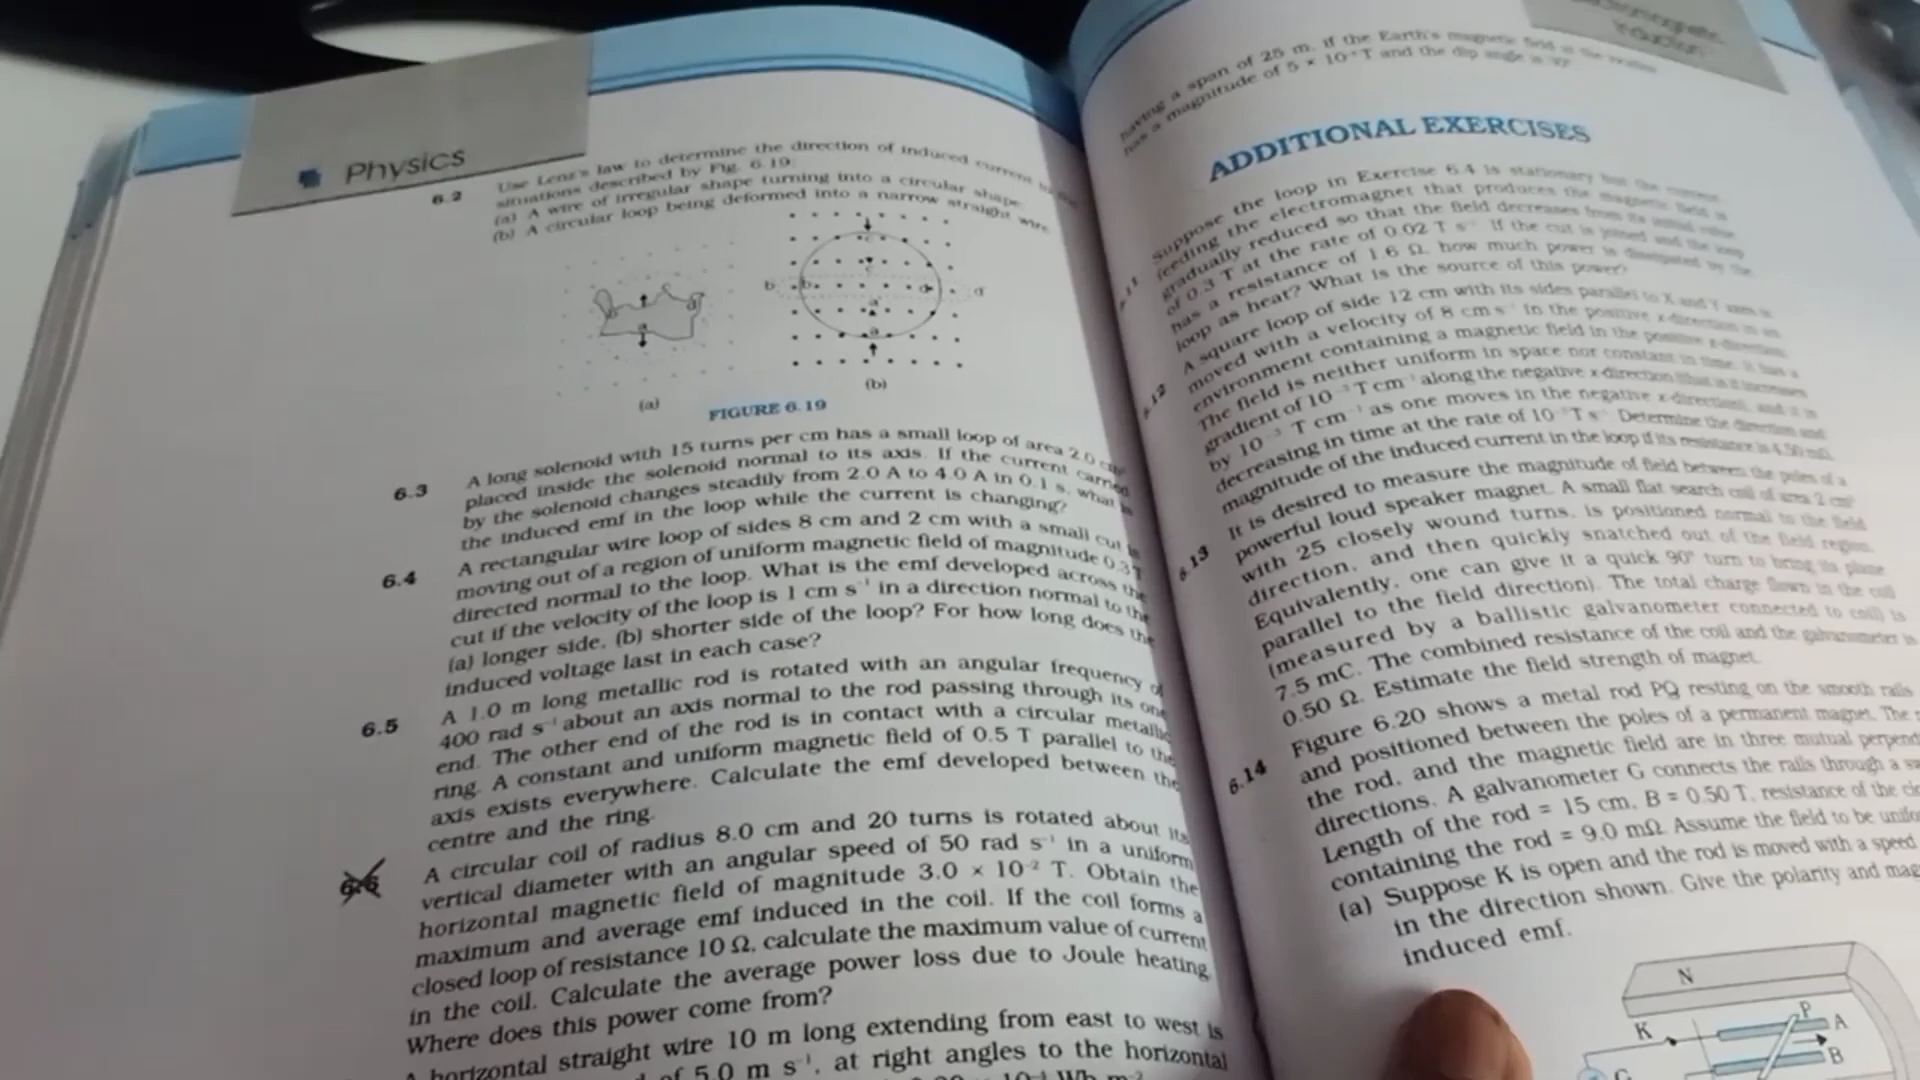 Physics
6.2 Use Lenz's law to determine the direction of induced current in the
situations described by Fig. 6.19:
(a) A wire of irregular shape turning into a circular shape;
(b) A circular loop being deformed into a narrow straight wire.
(a)
(b)
FIGURE 6.19
6.3 A long solenoid with 15 turns per cm has a small loop of area 2.0 cm²
placed inside the solenoid normal to its axis. If the current carried
by the solenoid changes steadily from 2.0 A to 4.0 A in 0.1 s, what is
the induced emf in the loop while the current is changing?
6.4 A rectangular wire loop of sides 8 cm and 2 cm with a small cut is
moving out of a region of uniform magnetic field of magnitude 0.3 T
directed normal to the loop. What is the emf developed across the
cut if the velocity of the loop is 1 cm s⁻¹ in a direction normal to the
(a) longer side, (b) shorter side of the loop? For how long does the
induced voltage last in each case?
6.5 A 1.0 m long metallic rod is rotated with an angular frequency of
400 rad s⁻¹ about an axis normal to the rod passing through its one
end. The other end of the rod is in contact with a circular metallic
ring. A constant and uniform magnetic field of 0.5 T parallel to the
axis exists everywhere. Calculate the emf developed between the
centre and the ring.
6.6 A circular coil of radius 8.0 cm and 20 turns is rotated about its
vertical diameter with an angular speed of 50 rad s⁻¹ in a uniform
horizontal magnetic field of magnitude 3.0 × 10⁻² T. Obtain the
maximum and average emf induced in the coil. If the coil forms a
closed loop of resistance 10 Ω, calculate the maximum value of current
in the coil. Calculate the average power loss due to Joule heating.
Where does this power come from?
A horizontal straight wire 10 m long extending from east to west is
of 5.0 m s⁻¹, at right angles to the horizontal
Wb m⁻²
Induction
having a span of 25 m, if the Earth's magnetic field at the
has a magnitude of 5 × 10⁻⁴ T and the dip angle is
ADDITIONAL EXERCISES
Suppose the loop in Exercise 6.4 is stationary but the current
feeding the electromagnet that produces the magnetic field is
gradually reduced so that the field decreases from its initial value
of 0.3 T at the rate of 0.02 T s⁻¹. If the cut is joined and the loop
has a resistance of 1.6 Ω, how much power is dissipated by the
loop as heat? What is the source of this power?
6.12 A square loop of side 12 cm with its sides parallel to X and Y axes is
moved with a velocity of 8 cm s⁻¹ in the positive x-direction in an
environment containing a magnetic field in the positive z-direction.
The field is neither uniform in space nor constant in time. It has a
gradient of 10⁻³ T cm⁻¹ along the negative x-direction (that is it increases
by 10⁻³ T cm⁻¹ as one moves in the negative x-direction), and it is
decreasing in time at the rate of 10⁻³ T s⁻¹. Determine the direction and
magnitude of the induced current in the loop if its resistance is 4.50 mΩ.
6.13 It is desired to measure the magnitude of field between the poles of a
powerful loud speaker magnet. A small flat search coil of area 2 cm²
with 25 closely wound turns, is positioned normal to the field
direction, and then quickly snatched out of the field region.
Equivalently, one can give it a quick 90° turn to bring its plane
parallel to the field direction). The total charge flown in the coil
(measured by a ballistic galvanometer connected to coil) is
7.5 mC. The combined resistance of the coil and the galvanometer is
0.50 Ω. Estimate the field strength of magnet.
6.14 Figure 6.20 shows a metal rod PQ resting on the smooth rails
and positioned between the poles of a permanent magnet. The
the rod, and the magnetic field are in three mutual
directions. A galvanometer G connects the rails through a
Length of the rod = 15 cm, B = 0.50 T, resistance of the
containing the rod = 9.0 mΩ. Assume the field to be
(a) Suppose K is open and the rod is moved with a speed
in the direction shown. Give the polarity and
induced emf.
N
P
K
A
B
G